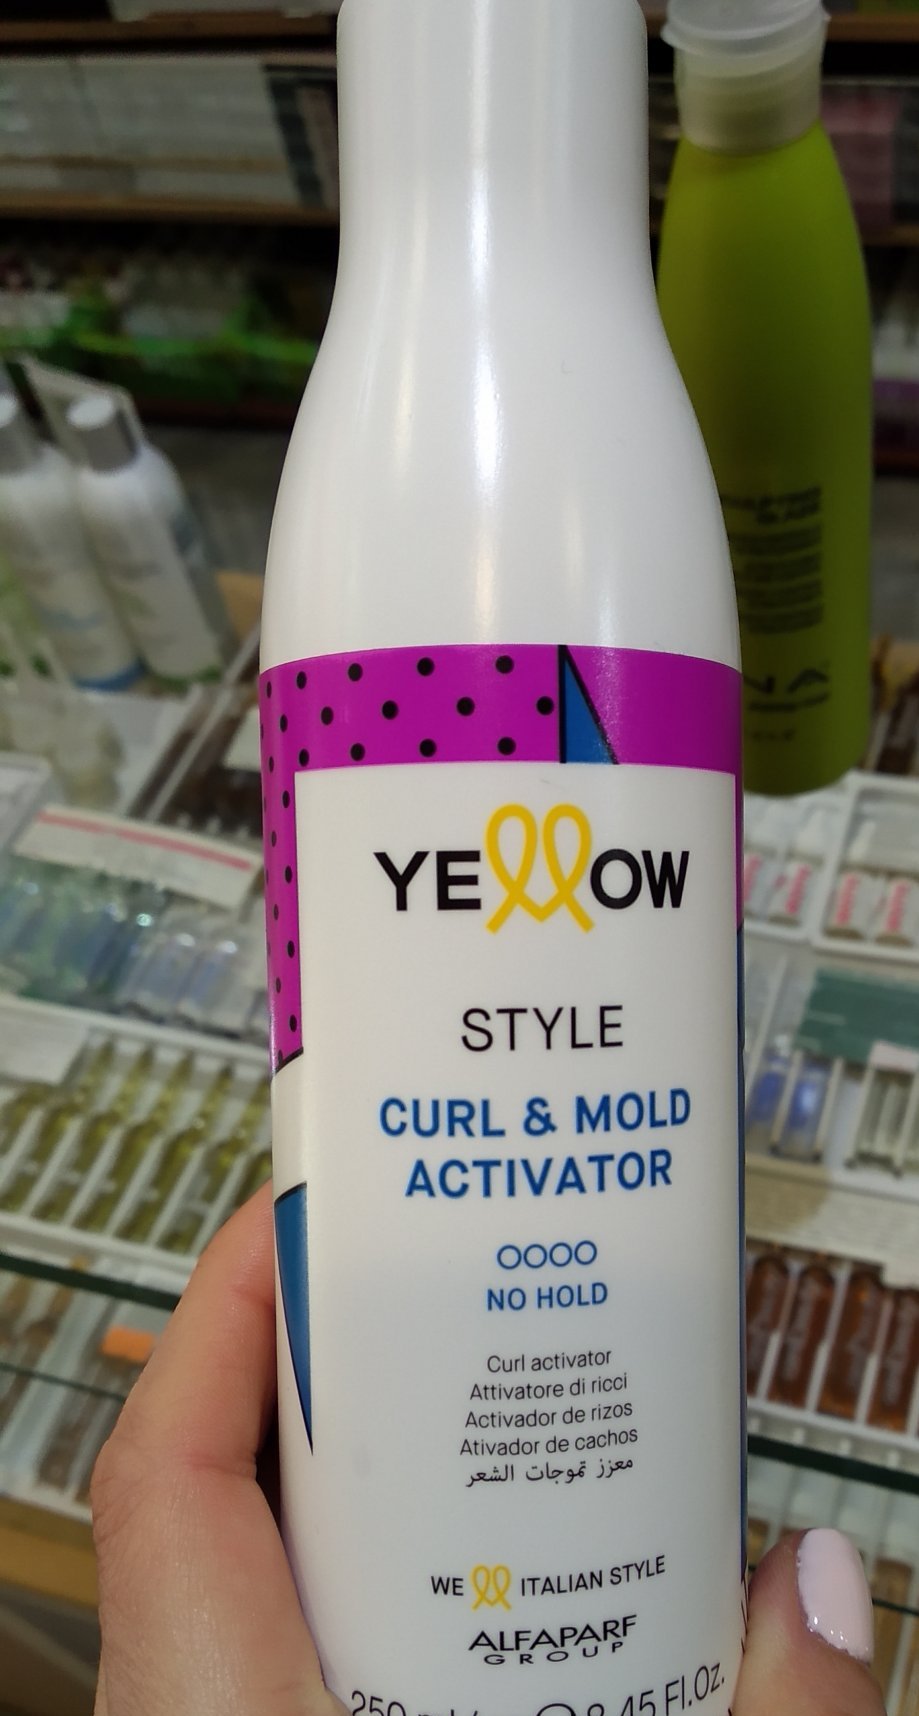 YELLOW
STYLE
CURL & MOLD
ACTIVATOR
NO HOLD
Curl activator
Attivatore di ricci
Activador de rizos
Ativador de cachos
معزز تموجات الشعر
WE ITALIAN STYLE
ALFAPARF
GROUP
250 8.45 Fl.Oz.